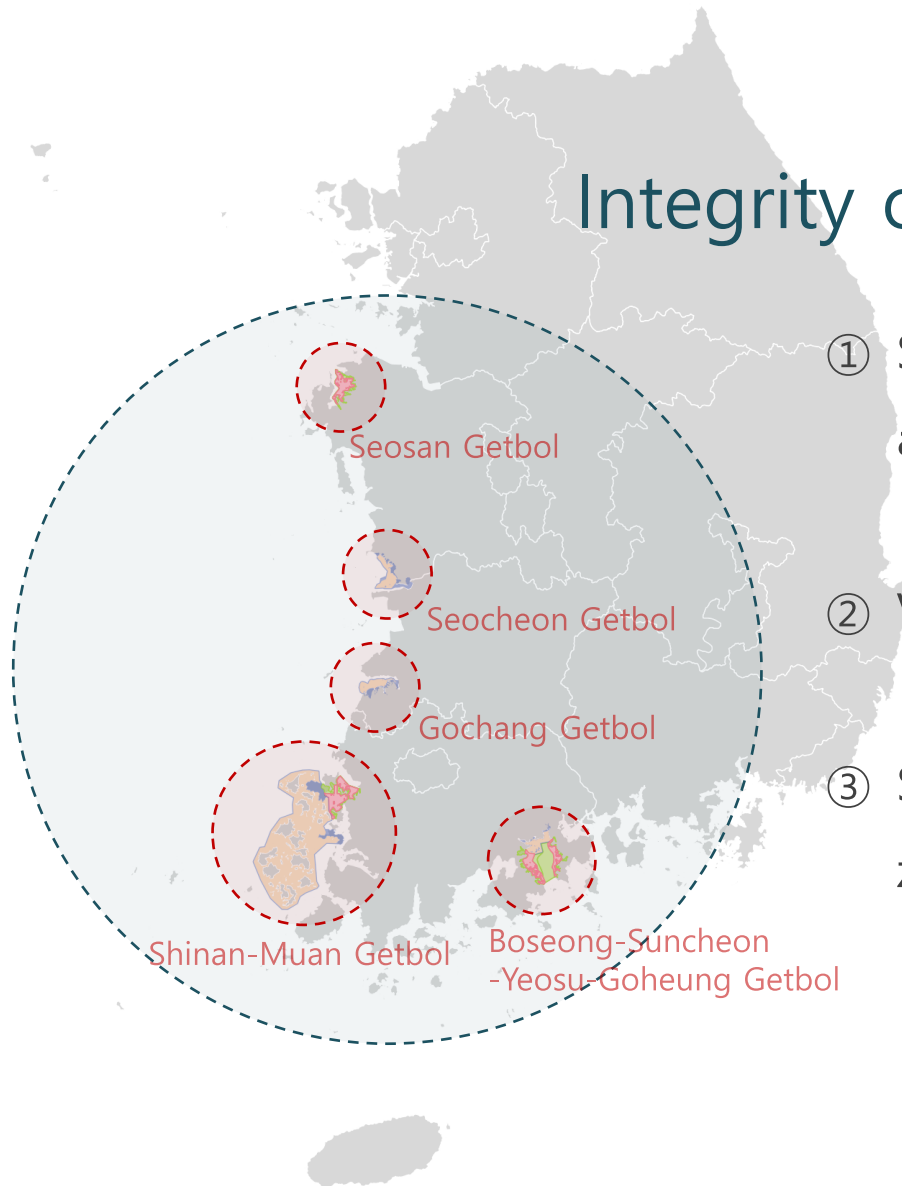 Integrity
①
Seosan Getbol
Seocheon Getbol
②
Gochang Getbol
③
Shinan-Muan Getbol
Boseong-Suncheon
-Yeosu-Goheung Getbol